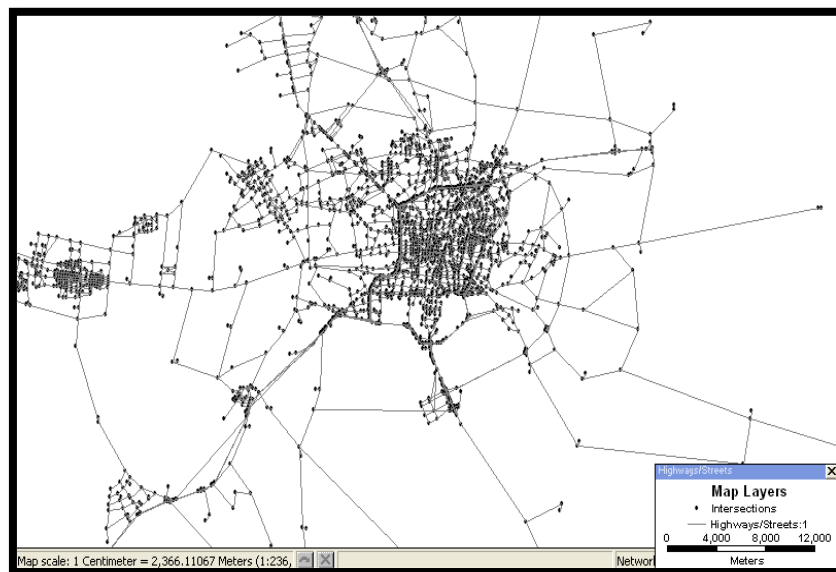 Highways/Streets
Map Layers
Intersections
Highways/Streets:1
0 4,000 8,000 12,000
Meters
Map scale: 1 Centimeter = 2,366.11067 Meters (1:236,
Network